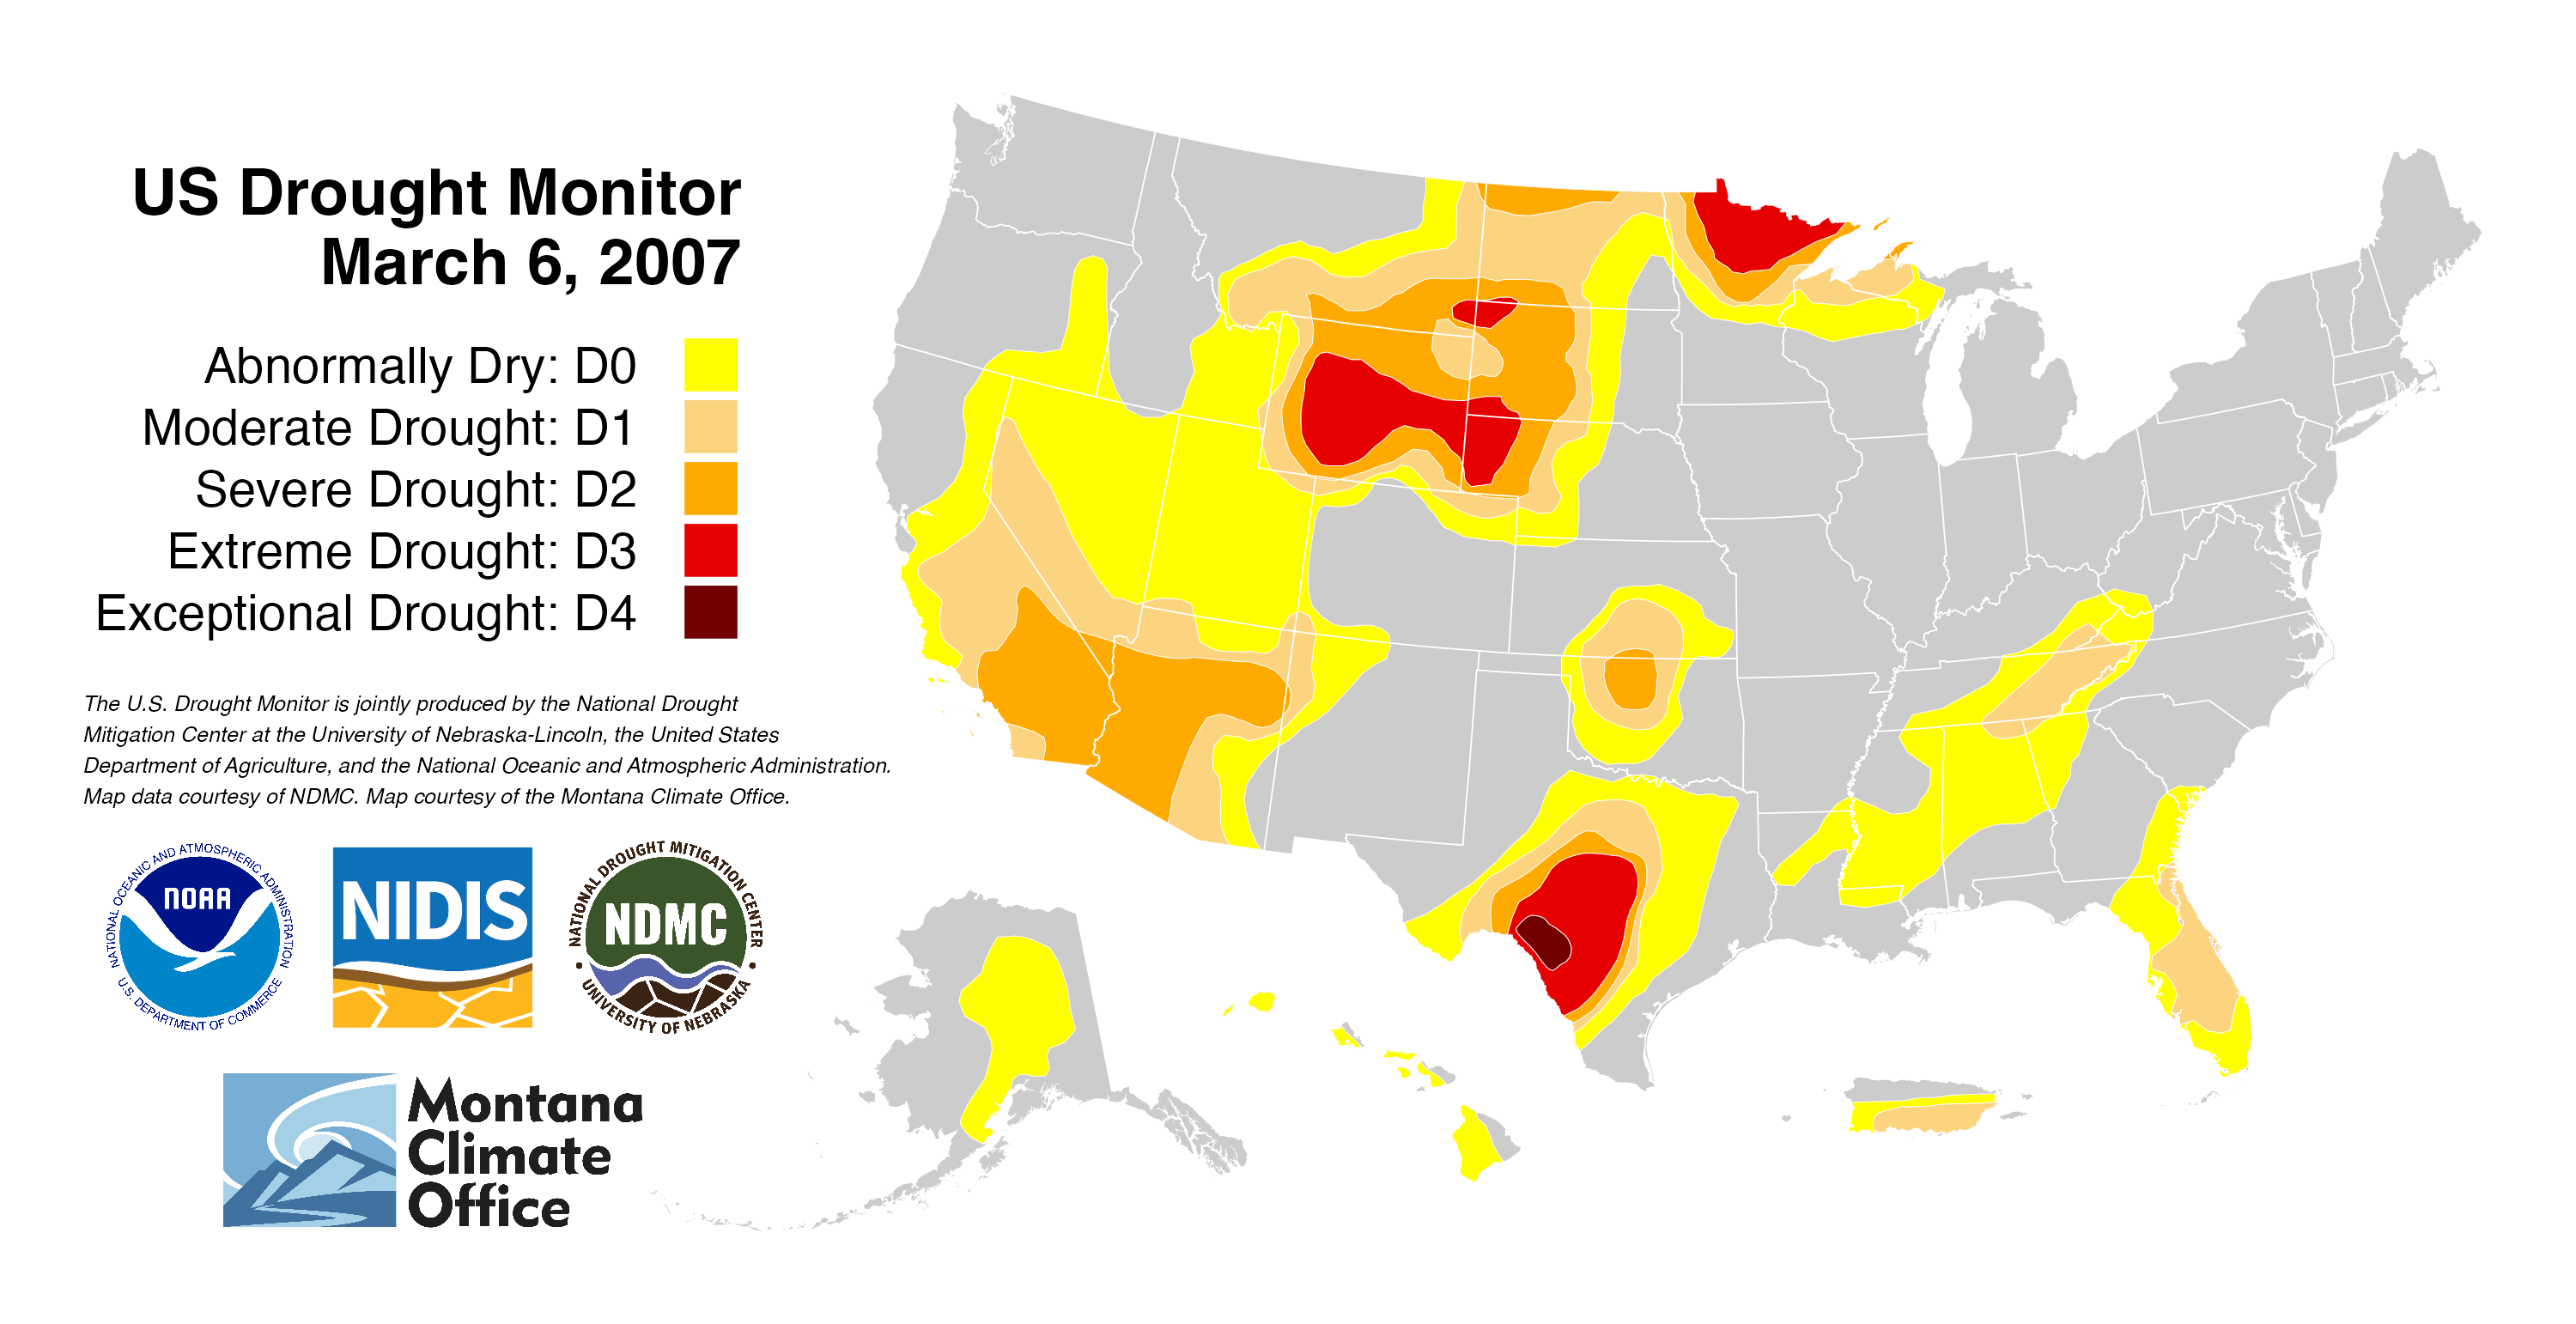 US Drought Monitor
March 6, 2007
Abnormally Dry: D0
Moderate Drought: D1
Severe Drought: D2
Extreme Drought: D3
Exceptional Drought: D4
The U.S. Drought Monitor is jointly produced by the National Drought
Mitigation Center at the University of Nebraska-Lincoln, the United States
Department of Agriculture, and the National Oceanic and Atmospheric Administration.
Map data courtesy of NDMC. Map courtesy of the Montana Climate Office.
NATIONAL OCEANIC AND ATMOSPHERIC ADMINISTRATION
NOAA
U.S. DEPARTMENT OF COMMERCE
NIDIS
NATIONAL DROUGHT MITIGATION CENTER
NDMC
• UNIVERSITY OF NEBRASKA •
Montana
Climate
Office